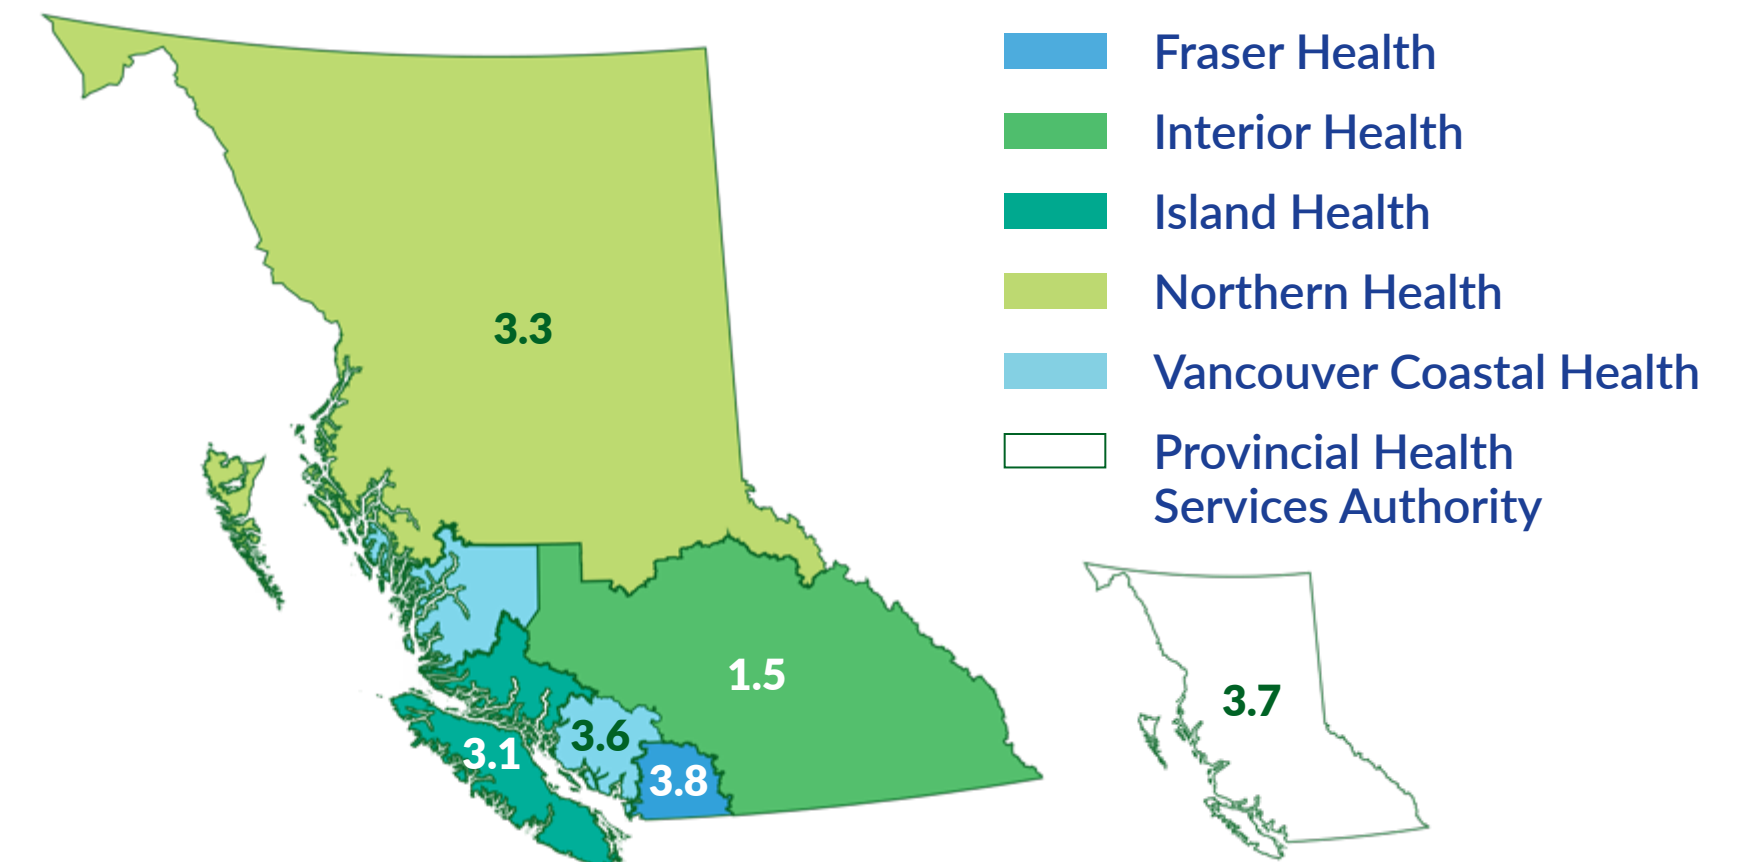 Fraser Health
Interior Health
Island Health
Northern Health
Vancouver Coastal Health
Provincial Health
Services Authority
3.3
1.5
3.6
3.1
3.8
3.7